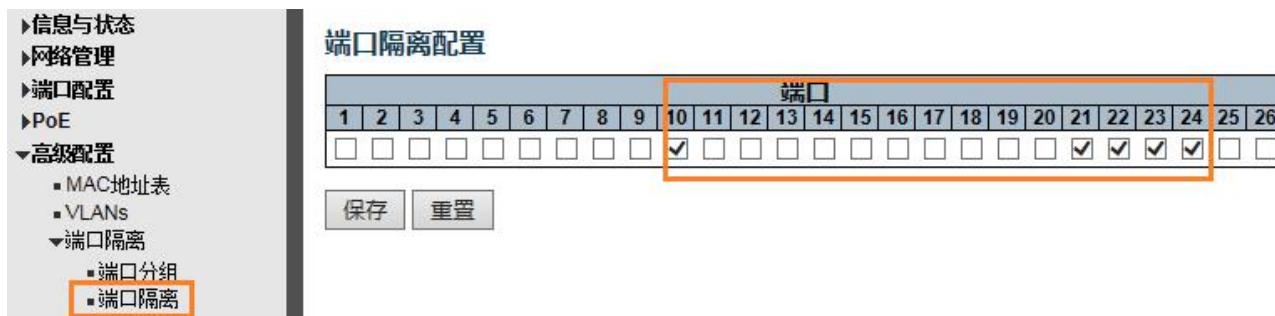 信息与状态
网络管理
端口配置
PoE
高级配置
MAC地址表
VLANs
端口隔离
端口分组
端口隔离
端口隔离配置
端口
1 2 3 4 5 6 7 8 9 10 11 12 13 14 15 16 17 18 19 20 21 22 23 24 25 26
保存 重置